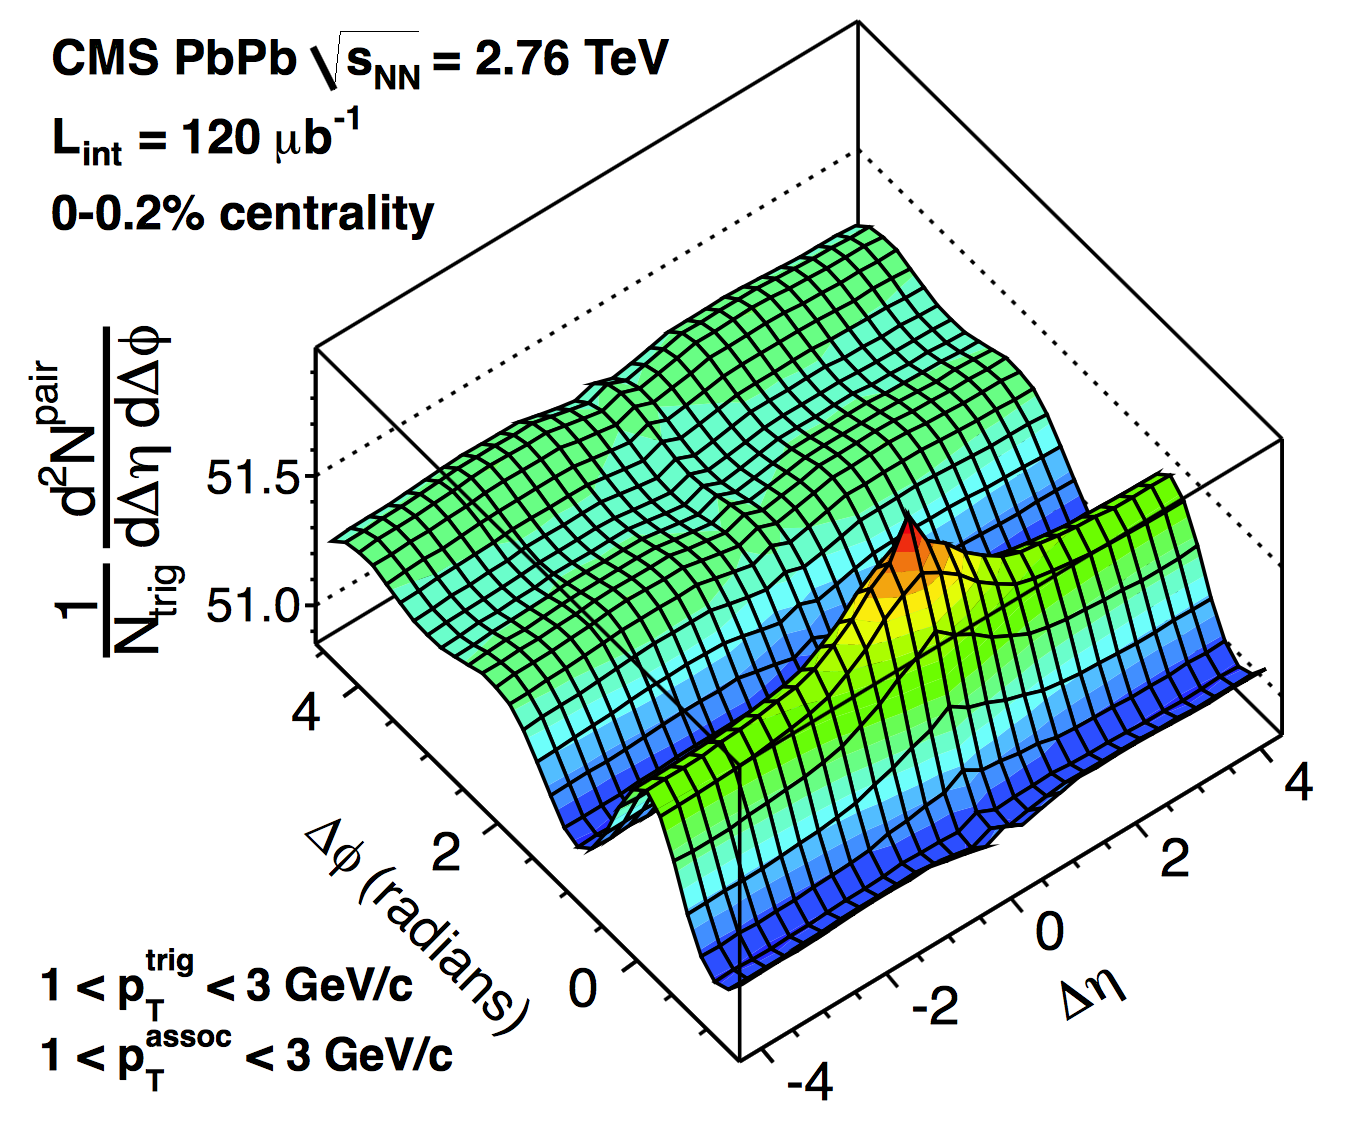 CMS PbPb √sNN = 2.76 TeV
Lint = 120 μb-1
0-0.2% centrality
1 d2Npair
Ntrig dΔη dΔϕ
51.5
51.0
4
2
0
Δϕ (radians)
-4
-2
0
2
4
Δη
1 < pTtrig < 3 GeV/c
1 < pTassoc < 3 GeV/c